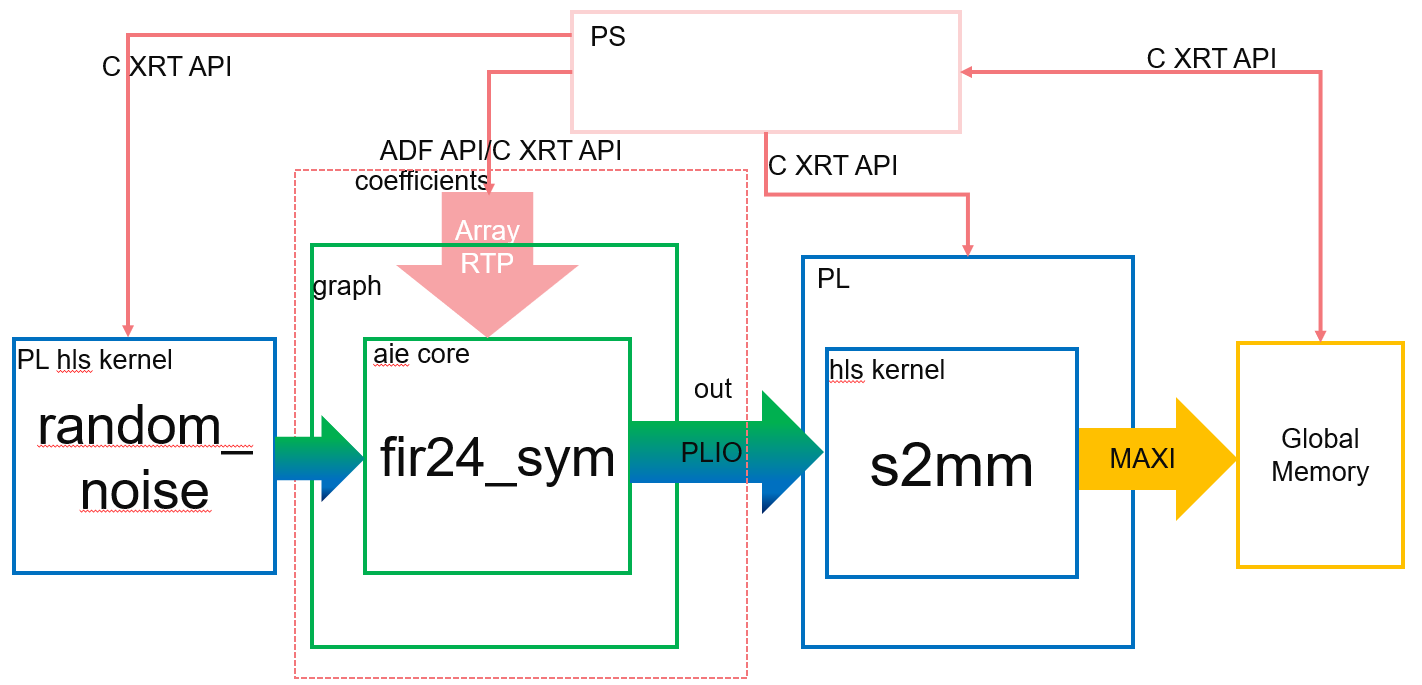 PS
C XRT API
C XRT API
ADF API/C XRT API
coefficients
C XRT API
Array
RTP
graph
PL
PL hls kernel
random_
noise
aie core
fir24_sym
out
PLIO
hls kernel
s2mm
MAXI
Global
Memory